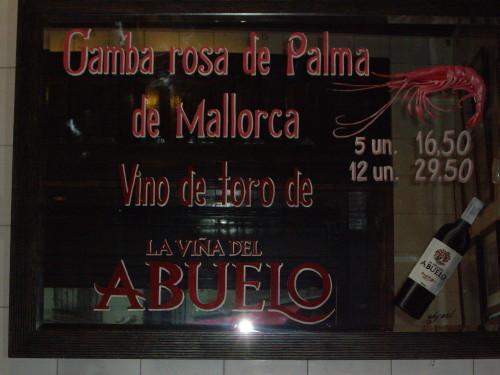 Gamba rosa de Palma
de Mallorca
5 un. 16,50
12 un. 29.50
Vino de toro de
LA VIÑA DEL
ABUELO
ABUELO